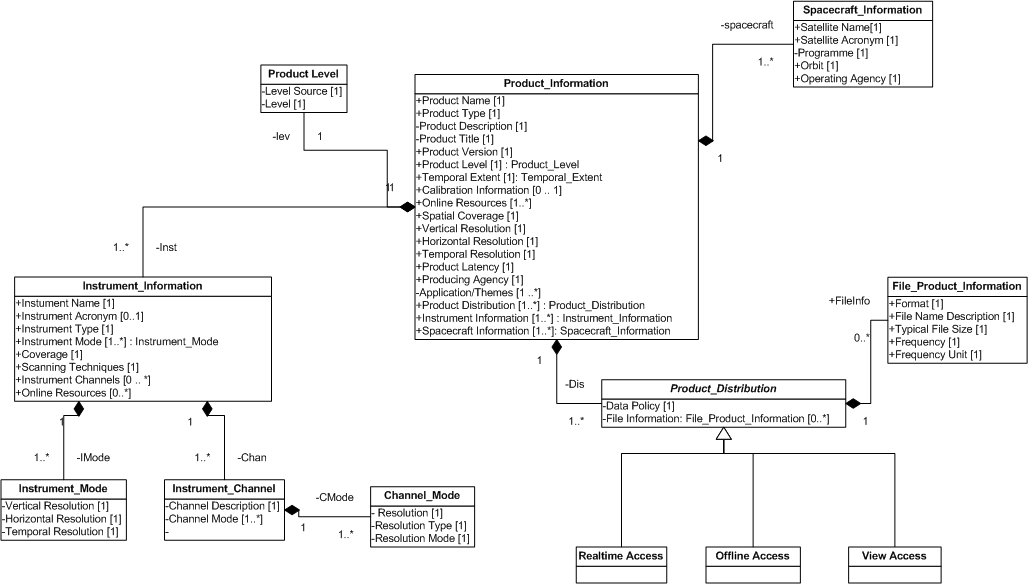 Spacecraft_Information
+Satellite Name[1]
+Satellite Acronym [1]
-Programme [1]
+Orbit [1]
+Operating Agency [1]
-spacecraft
1..*
1
Product Level
-Level Source [1]
-Level [1]
-lev
1
11
Product_Information
+Product Name [1]
+Product Type [1]
-Product Description [1]
-Product Title [1]
+Product Version [1]
+Product Level [1] : Product_Level
+Temporal Extent [1]: Temporal_Extent
+Calibration Information [0 .. 1]
+Online Resources [1..*]
+Spatial Coverage [1]
+Vertical Resolution [1]
+Horizontal Resolution [1]
+Temporal Resolution [1]
+Product Latency [1]
+Producing Agency [1]
-Application/Themes [1 ..*]
+Product Distribution [1..*] : Product_Distribution
+Instrument Information [1..*] : Instrument_Information
+Spacecraft Information [1..*]: Spacecraft_Information
1..*
-Inst
Instrument_Information
+Instument Name [1]
+Instrument Acronym [0..1]
+Instrument Type [1]
+Instrument Mode [1..*] : Instrument_Mode
+Coverage [1]
+Scanning Techniques [1]
+Instrument Channels [0 .. *]
+Online Resources [0..*]
1
1
1..*
-IMode
1..*
-Chan
Instrument_Mode
-Vertical Resolution [1]
-Horizontal Resolution [1]
-Temporal Resolution [1]
Instrument_Channel
-Channel Description [1]
-Channel Mode [1..*]
-
-CMode
1
1..*
Channel_Mode
- Resolution [1]
-Resolution Type [1]
-Resolution Mode [1]
1
-Dis
1..*
Product_Distribution
-Data Policy [1]
-File Information: File_Product_Information [0..*]
1
+FileInfo
0..*
File_Product_Information
+Format [1]
+File Name Description [1]
+Typical File Size [1]
+Frequency [1]
+Frequency Unit [1]
Realtime Access
Offline Access
View Access